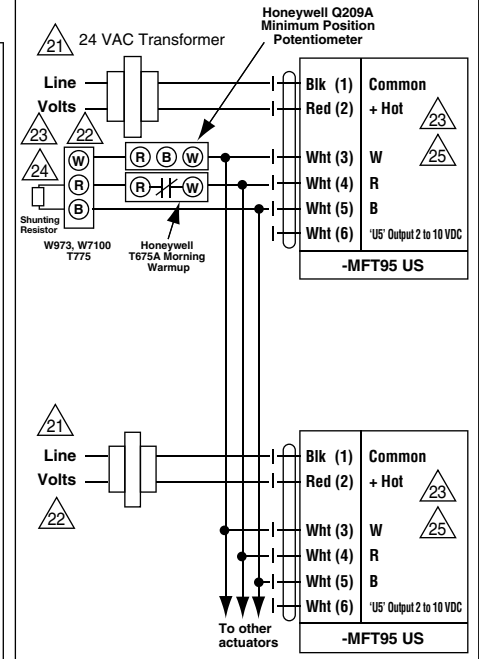 Honeywell Q209A
Minimum Position
Potentiometer
21 24 VAC Transformer
Line
Volts
Blk (1) Common
Red (2) + Hot
23
23 22
W R B W
Wht (3) W
25
24
R R W
Wht (4) R
B
Wht (5) B
Shunting
Resistor
Wht (6) 'U5' Output 2 to 10 VDC
W973, W7100
T775
Honeywell
T675A Morning
Warmup
-MFT95 US
21
Line
Volts
Blk (1) Common
Red (2) + Hot
23
22
Wht (3) W
25
Wht (4) R
Wht (5) B
Wht (6) 'U5' Output 2 to 10 VDC
To other
actuators
-MFT95 US